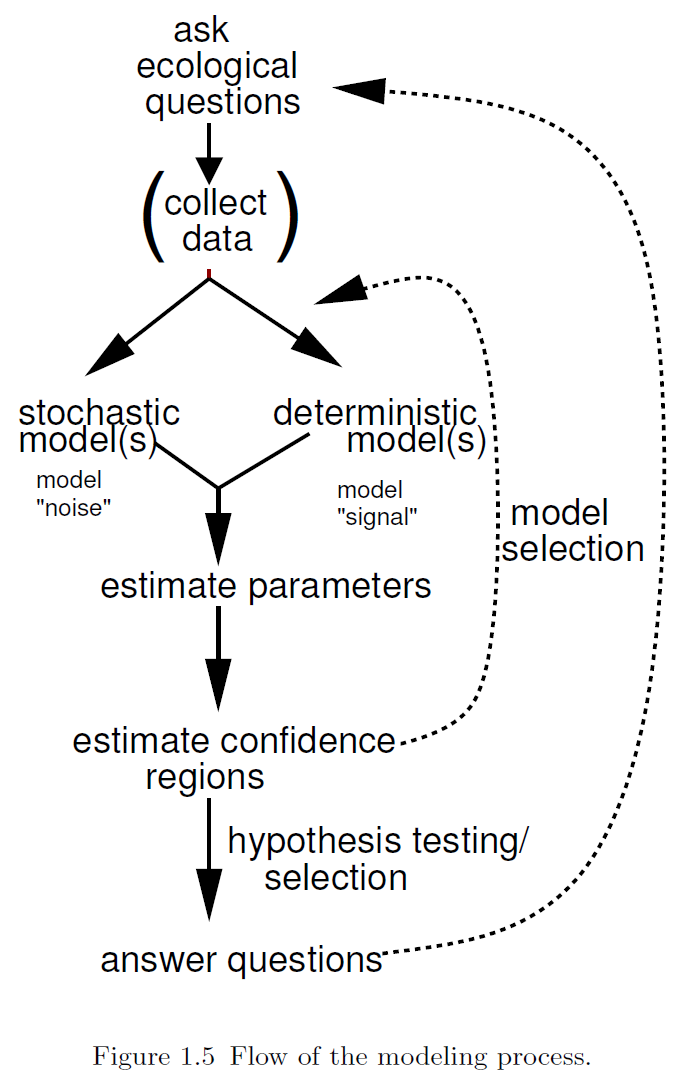 ask
ecological
questions
(collect
data)
stochastic
model(s)
model
"noise"
deterministic
model(s)
model
"signal"
model
selection
estimate parameters
estimate confidence
regions
hypothesis testing/
selection
answer questions
Figure 1.5 Flow of the modeling process.